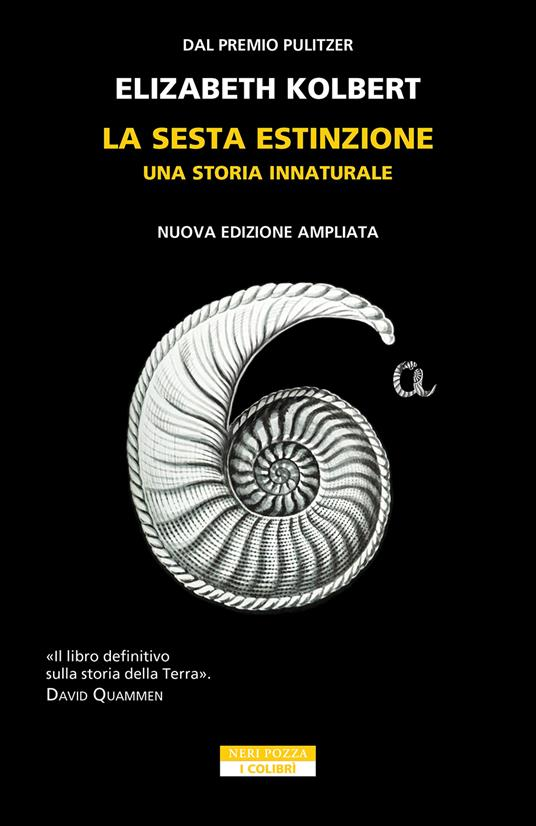 DAL PREMIO PULITZER
ELIZABETH KOLBERT
LA SESTA ESTINZIONE
UNA STORIA INNATURALE
NUOVA EDIZIONE AMPLIATA
6a
«Il libro definitivo
sulla storia della Terra».
DAVID QUAMMEN
NERI POZZA
I COLIBRÌ